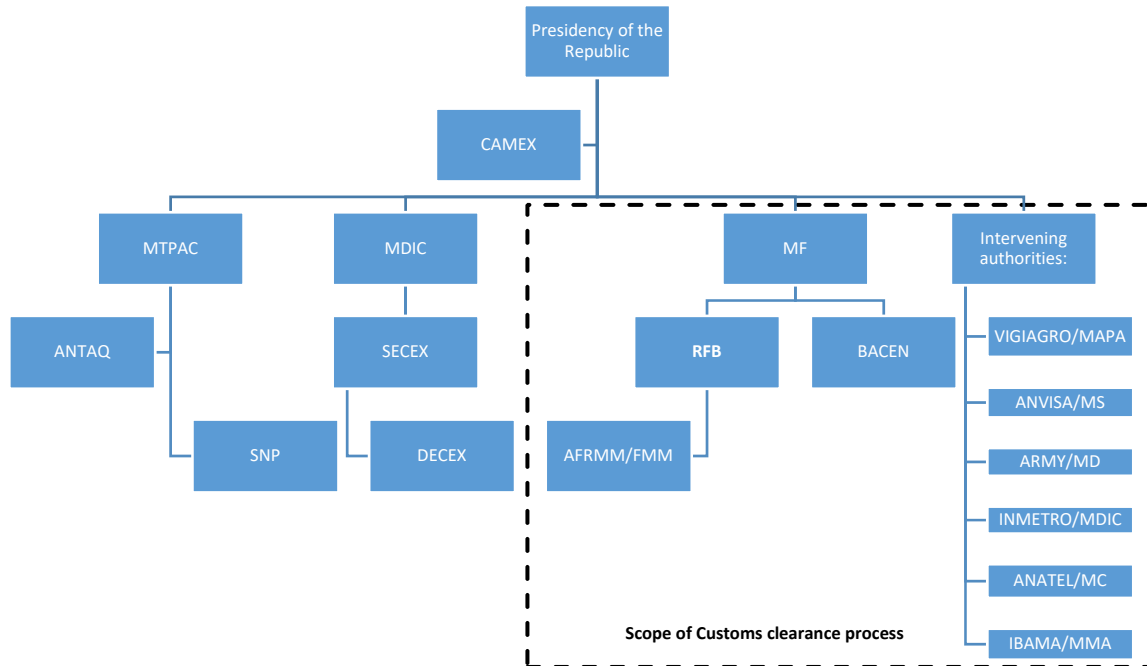 Presidency of the
Republic
CAMEX
MTPAC
MDIC
MF
Intervening
authorities:
ANTAQ
SECEX
RFB
BACEN
VIGIAGRO/MAPA
ANVISA/MS
SNP
DECEX
AFRMM/FMM
ARMY/MD
INMETRO/MDIC
ANATEL/MC
Scope of Customs clearance process
IBAMA/MMA